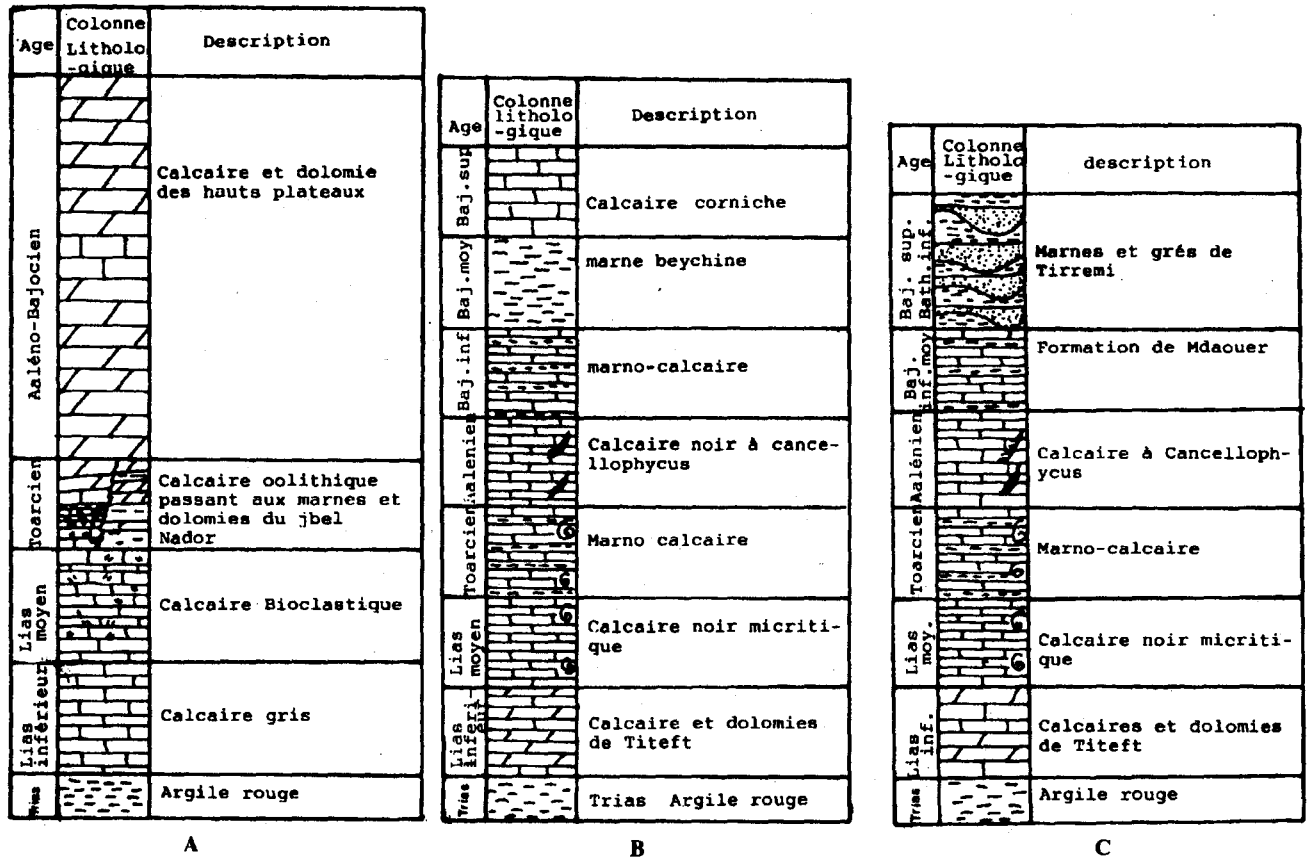 Age
Colonne
Litholo
-gique
Description
Aaléno-Bajocien
Calcaire et dolomie
des hauts plateaux
Toarcien
Calcaire oolithique
passant aux marnes et
dolomies du jbel
Nador
Lias
moyen
Calcaire Bioclastique
Lias
inférieur
Calcaire gris
Trias
Argile rouge
A
Age
Colonne
litholo
-gique
Description
Baj.sup
Calcaire corniche
Baj.moy
marne beychine
Baj.inf
marno-calcaire
Aalenien
Calcaire noir à cance-
llophycus
Toarcien
Marno calcaire
Lias
moyen
Calcaire noir micriti-
que
Lias
inferi-
eur
Calcaire et dolomies
de Titeft
Trias
Trias Argile rouge
B
Age
Colonne
Litholo
-gique
description
Baj. sup.
Bath.inf.
Marnes et grés de
Tirremi
Baj.
inf.moy
Formation de Mdaouer
Aalénien
Calcaire à Cancelloph-
ycus
Toarcien
Marno-calcaire
Lias
moy.
Calcaire noir micriti-
que
Lias
inf.
Calcaires et dolomies
de Titeft
Trias
Argile rouge
C